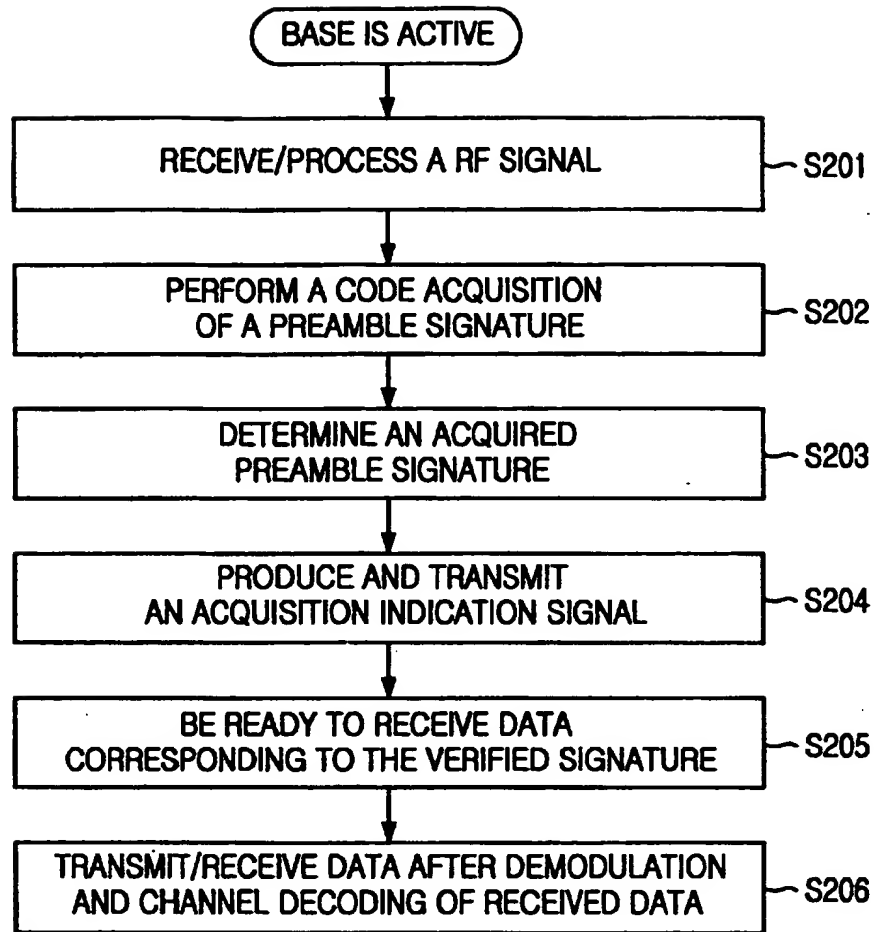 BASE IS ACTIVE
RECEIVE/PROCESS A RF SIGNAL
S201
PERFORM A CODE ACQUISITION
OF A PREAMBLE SIGNATURE
S202
DETERMINE AN ACQUIRED
PREAMBLE SIGNATURE
S203
PRODUCE AND TRANSMIT
AN ACQUISITION INDICATION SIGNAL
S204
BE READY TO RECEIVE DATA
CORRESPONDING TO THE VERIFIED SIGNATURE
S205
TRANSMIT/RECEIVE DATA AFTER DEMODULATION
AND CHANNEL DECODING OF RECEIVED DATA
S206